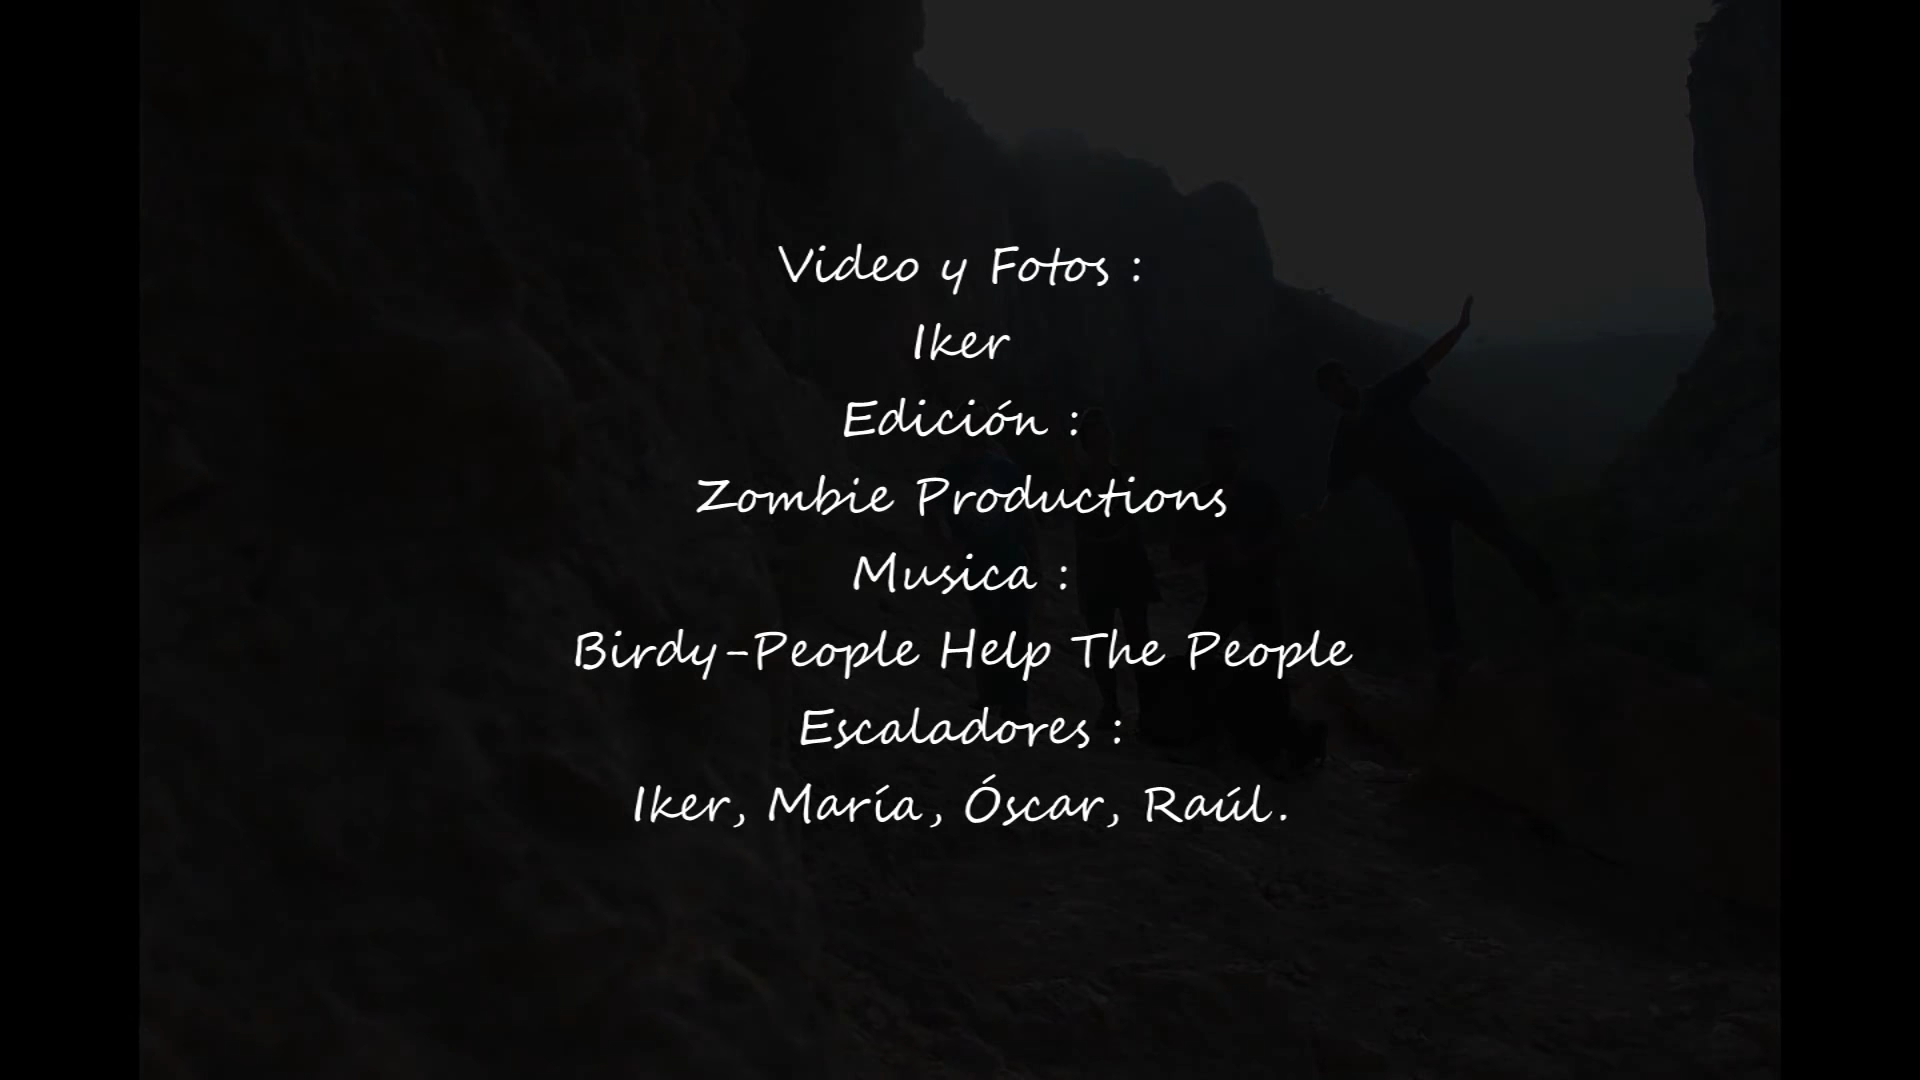 Video y Fotos :
Iker
Edición :
Zombie Productions
Musica :
Birdy-People Help The People
Escaladores :
Iker, María, Óscar, Raúl.